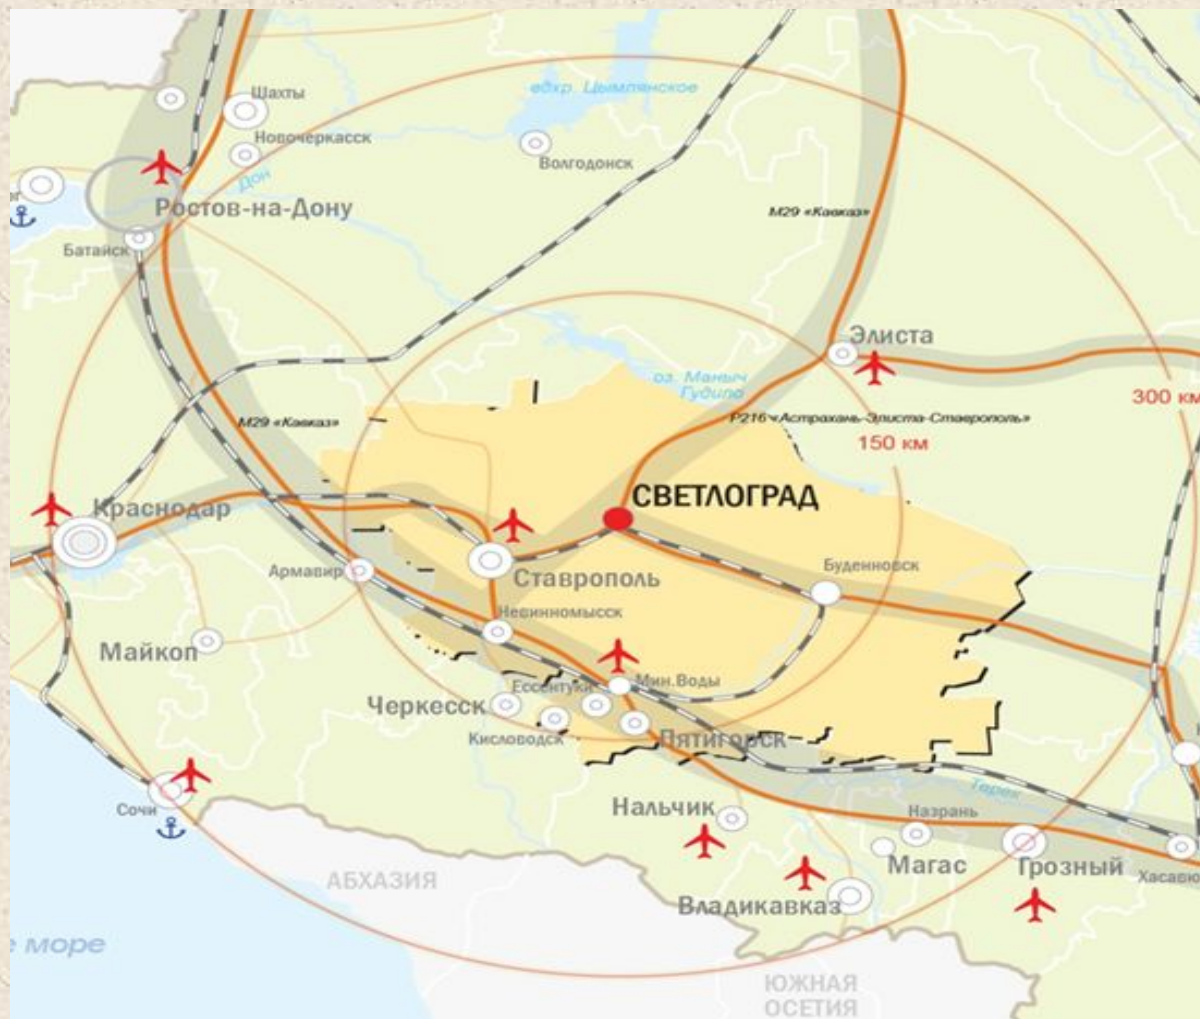 Шахты
вдхр. Цымлянское
Новочеркасск
Волгодонск
Дон
Ростов-на-Дону
М29 «Кавказ»
Батайск
Элиста
оз. Маныч
Гудило
300 км
Р216 «Астрахань-Элиста-Ставрополь»
М29 «Кавказ»
150 км
СВЕТЛОГРАД
Краснодар
Буденновск
Армавир
Ставрополь
Невинномысск
Майкоп
Мин.Воды
Ессентуки
Черкесск
Кисловодск
Пятигорск
Терек
Нальчик
Назрань
Сочи
Магас
Грозный
АБХАЗИЯ
Владикавказ
море
ЮЖНАЯ
ОСЕТИЯ